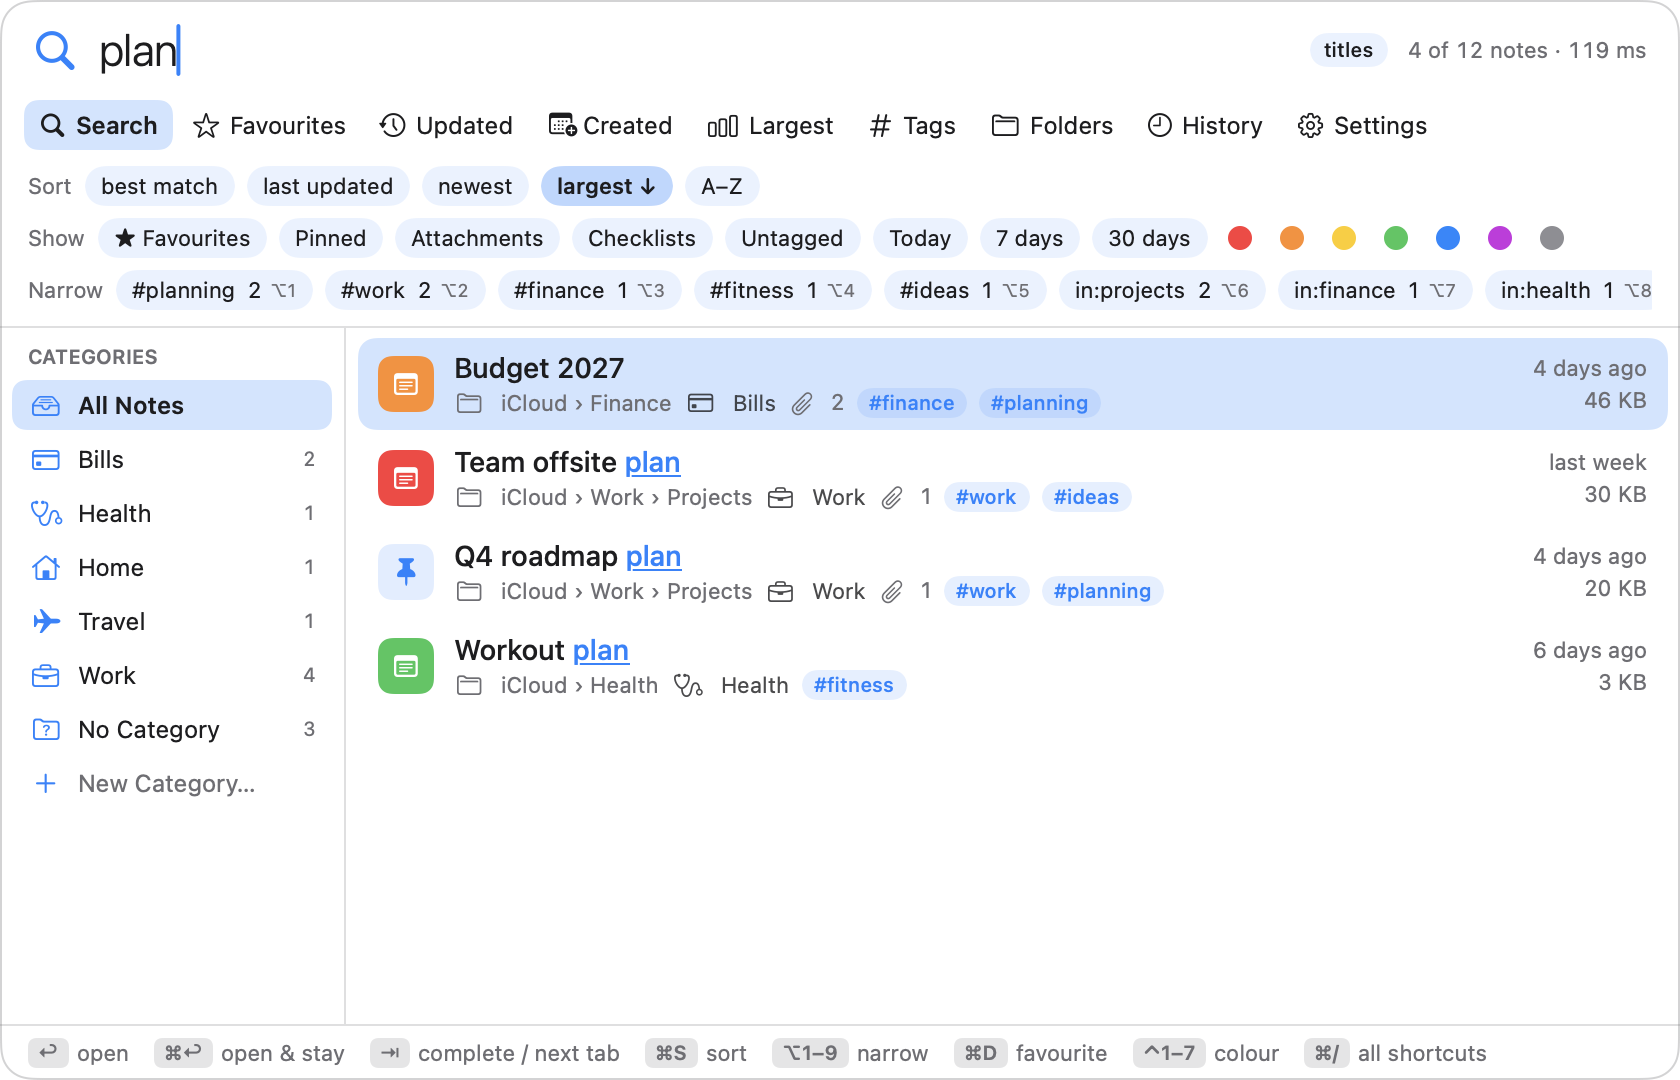 plan
titles 4 of 12 notes · 119 ms
Search Favourites Updated Created Largest # Tags Folders History Settings
Sort best match last updated newest largest ↓ A–Z
Show ★ Favourites Pinned Attachments Checklists Untagged Today 7 days 30 days
Narrow #planning 2 ⌥1 #work 2 ⌥2 #finance 1 ⌥3 #fitness 1 ⌥4 #ideas 1 ⌥5 in:projects 2 ⌥6 in:finance 1 ⌥7 in:health 1 ⌥8
CATEGORIES
All Notes
Bills 2
Health 1
Home 1
Travel 1
Work 4
No Category 3
+ New Category...
Budget 2027 4 days ago
iCloud › Finance Bills 2 #finance #planning 46 KB
Team offsite plan last week
iCloud › Work › Projects Work 1 #work #ideas 30 KB
Q4 roadmap plan 4 days ago
iCloud › Work › Projects Work 1 #work #planning 20 KB
Workout plan 6 days ago
iCloud › Health Health #fitness 3 KB
↩ open ⌘↩ open & stay ⇥ complete / next tab ⌘S sort ⌥1–9 narrow ⌘D favourite ^1–7 colour ⌘/ all shortcuts